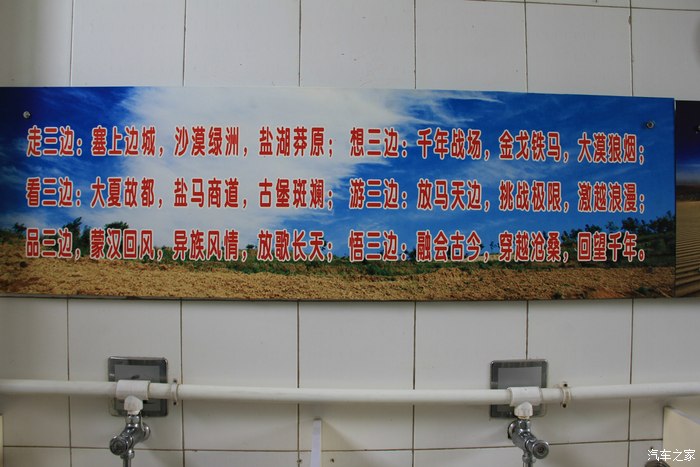 走三边：塞上边城，沙漠绿洲，盐湖莽原；想三边：千年战场，金戈铁马，大漠狼烟；
看三边：大夏故都，盐马商道，古堡斑斓；游三边：放马天边，挑战极限，激越浪漫；
品三边，蒙汉回风，异族风情，放歌长天；悟三边：融会古今，穿越沧桑，回望千年。
汽车之家